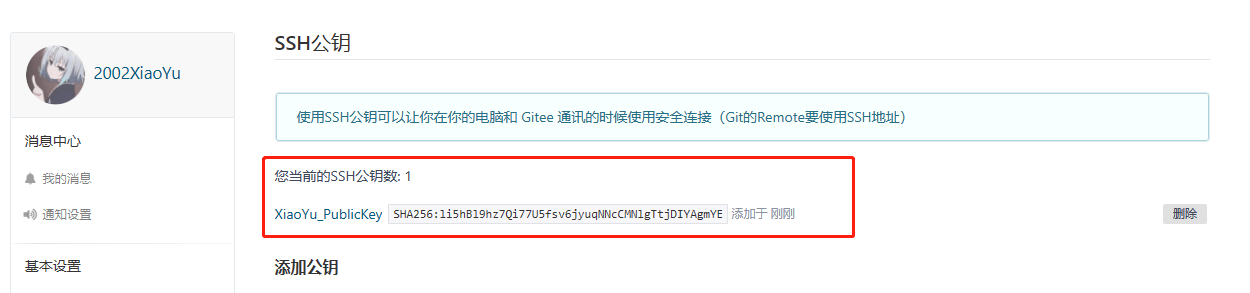 SSH公钥
2002XiaoYu
使用SSH公钥可以让你在你的电脑和 Gitee 通讯的时候使用安全连接（Git的Remote要使用SSH地址）
消息中心
您当前的SSH公钥数: 1
我的消息
XiaoYu_PublicKey SHA256:li5hBl9hz7Qi77U5fsv6jyuqNNcCMNlgTtjDIYAgmYE 添加于 刚刚 删除
通知设置
基本设置
添加公钥